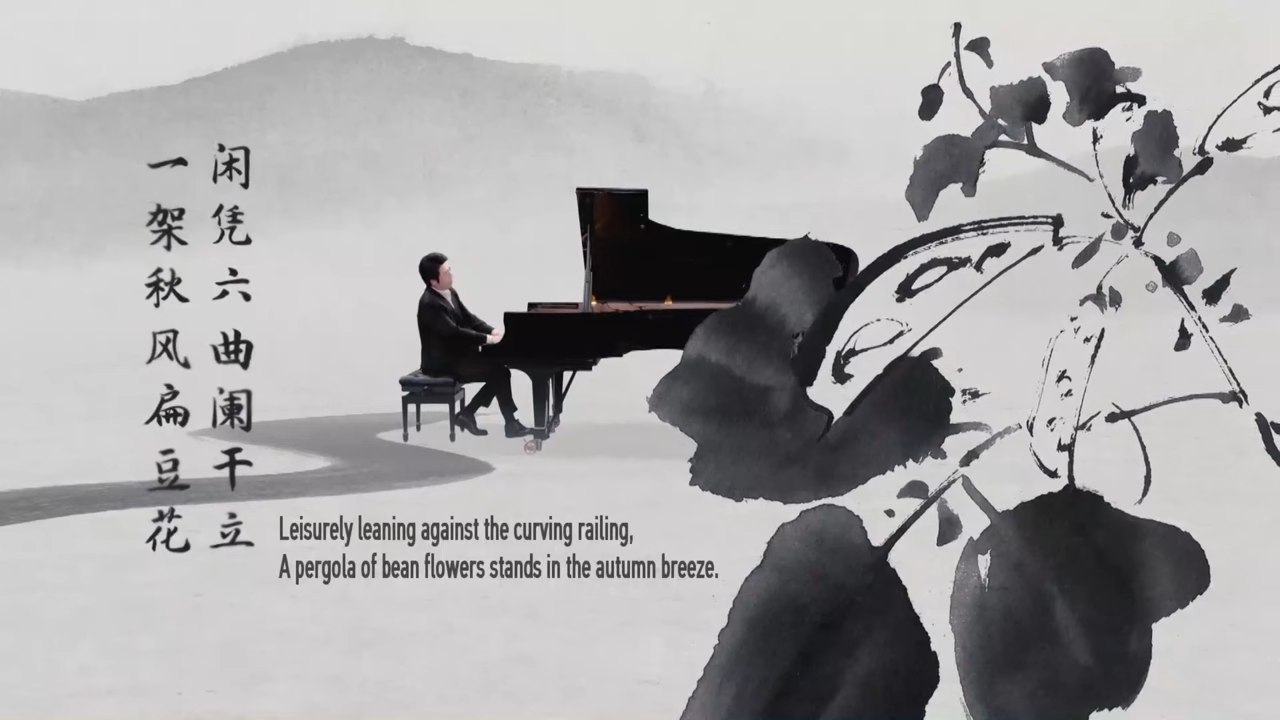 闲凭六曲阑干立
一架秋风扁豆花
Leisurely leaning against the curving railing,
A pergola of bean flowers stands in the autumn breeze.